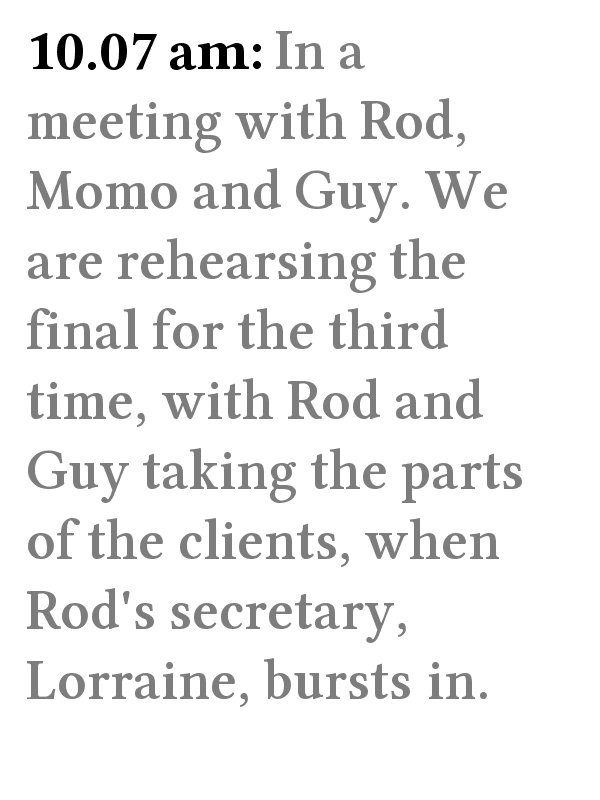 10.07 am: In a
meeting with Rod,
Momo and Guy. We
are rehearsing the
final for the third
time, with Rod and
Guy taking the parts
of the clients, when
Rod's secretary,
Lorraine, bursts in.